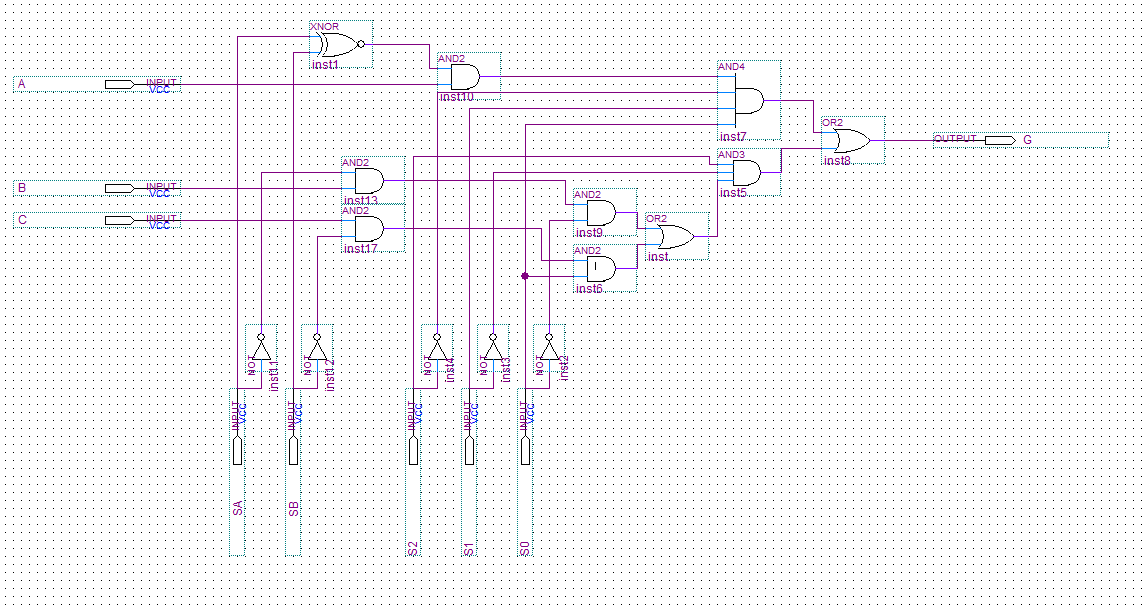 XNOR
inst1
A
INPUT
VCC
AND2
inst10
AND4
inst7
OR2
inst8
OUTPUT
G
B
INPUT
VCC
AND2
inst13
AND3
inst5
C
INPUT
VCC
AND2
inst17
AND2
inst9
OR2
inst
AND2
inst6
NOT
inst11
NOT
inst12
NOT
inst4
NOT
inst3
NOT
inst2
INPUT
VCC
SA
INPUT
VCC
SB
INPUT
VCC
S2
INPUT
VCC
S1
INPUT
VCC
S0